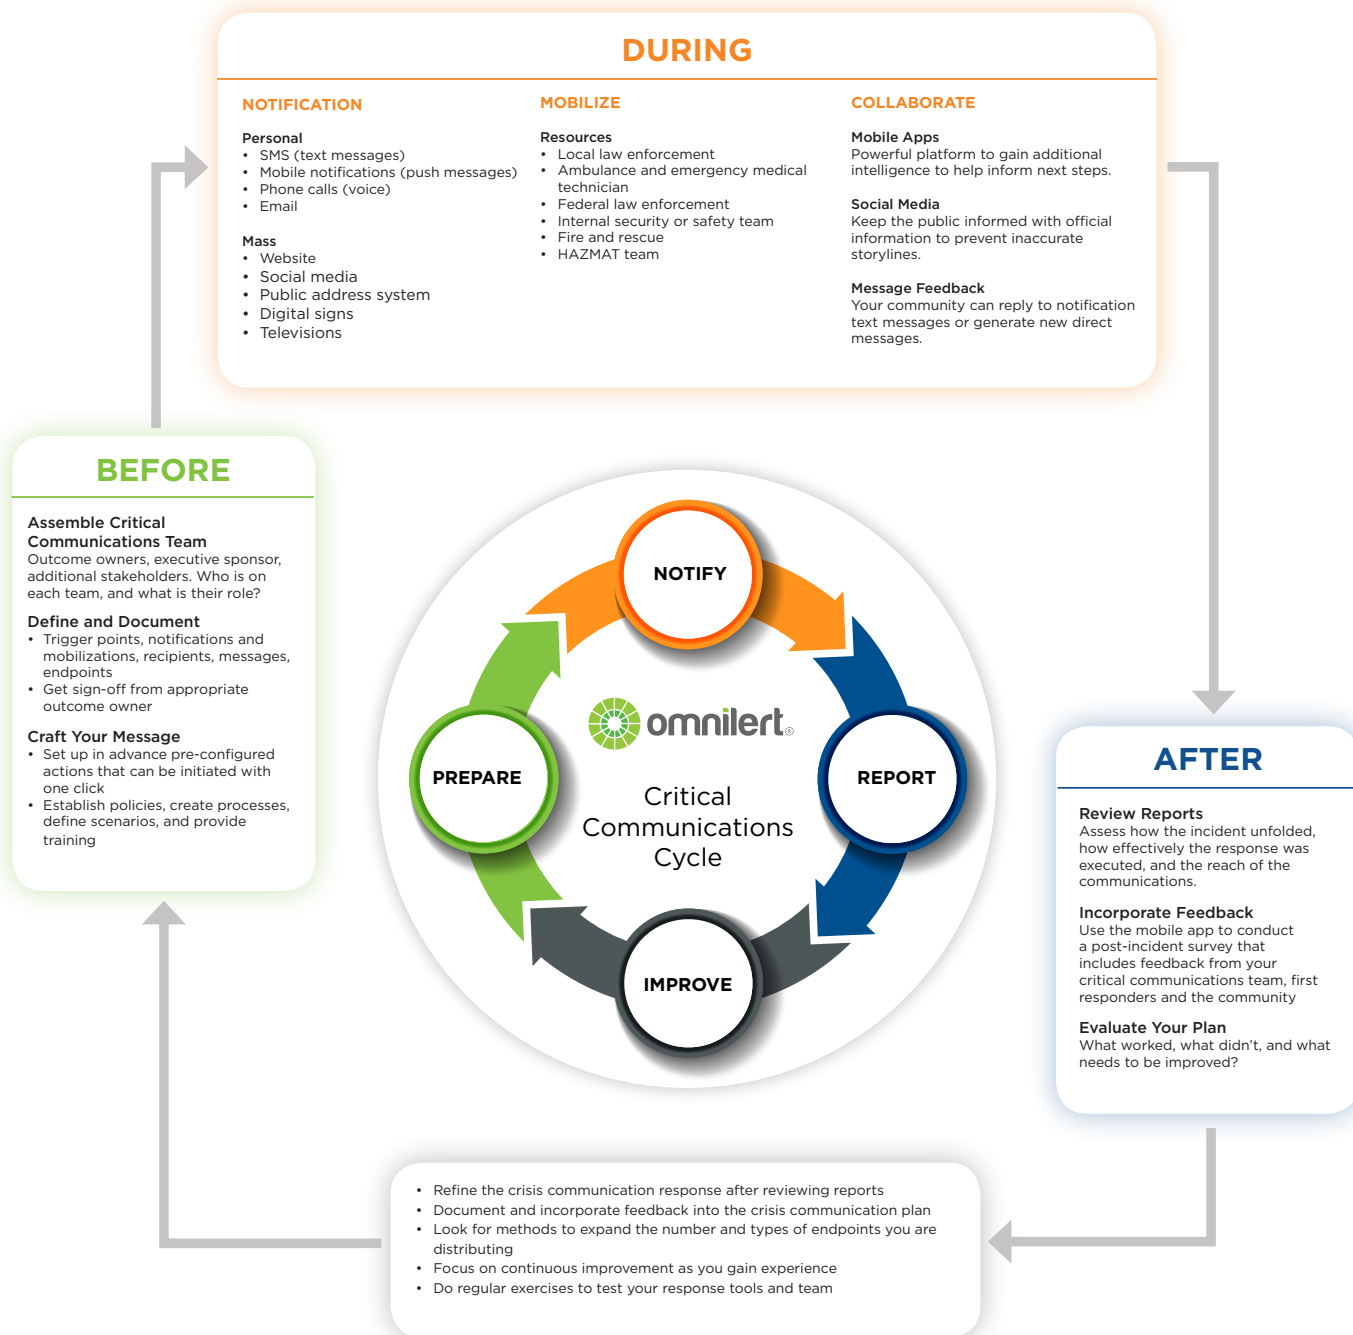 DURING
NOTIFICATION
Personal
• SMS (text messages)
• Mobile notifications (push messages)
• Phone calls (voice)
• Email
Mass
• Website
• Social media
• Public address system
• Digital signs
• Televisions
MOBILIZE
Resources
• Local law enforcement
• Ambulance and emergency medical
technician
• Federal law enforcement
• Internal security or safety team
• Fire and rescue
• HAZMAT team
COLLABORATE
Mobile Apps
Powerful platform to gain additional
intelligence to help inform next steps.
Social Media
Keep the public informed with official
information to prevent inaccurate
storylines.
Message Feedback
Your community can reply to notification
text messages or generate new direct
messages.
BEFORE
Assemble Critical
Communications Team
Outcome owners, executive sponsor,
additional stakeholders. Who is on
each team, and what is their role?
Define and Document
• Trigger points, notifications and
mobilizations, recipients, messages,
endpoints
• Get sign-off from appropriate
outcome owner
Craft Your Message
• Set up in advance pre-configured
actions that can be initiated with
one click
• Establish policies, create processes,
define scenarios, and provide
training
NOTIFY
PREPARE
omnilert®
Critical
Communications
Cycle
REPORT
IMPROVE
AFTER
Review Reports
Assess how the incident unfolded,
how effectively the response was
executed, and the reach of the
communications.
Incorporate Feedback
Use the mobile app to conduct
a post-incident survey that
includes feedback from your
critical communications team, first
responders and the community
Evaluate Your Plan
What worked, what didn’t, and what
needs to be improved?
• Refine the crisis communication response after reviewing reports
• Document and incorporate feedback into the crisis communication plan
• Look for methods to expand the number and types of endpoints you are
distributing
• Focus on continuous improvement as you gain experience
• Do regular exercises to test your response tools and team